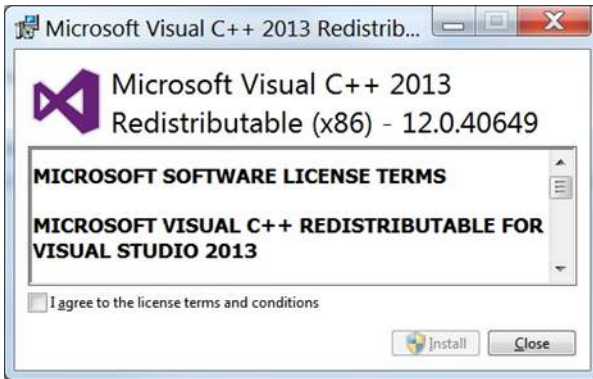 Microsoft Visual C++ 2013 Redistrib...
Microsoft Visual C++ 2013
Redistributable (x86) - 12.0.40649
MICROSOFT SOFTWARE LICENSE TERMS
MICROSOFT VISUAL C++ REDISTRIBUTABLE FOR
VISUAL STUDIO 2013
I agree to the license terms and conditions
Install
Close